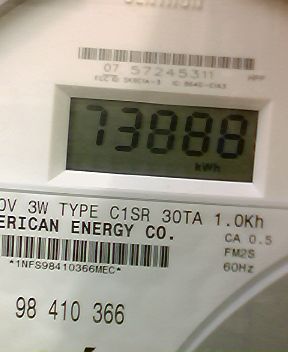 07 57245311
73888
kWh
0V 3W TYPE C1SR 30TA 1.0Kh
ERICAN ENERGY CO.
CA 0.5
FM2S
60Hz
*1NFS98410366MEC*
98 410 366